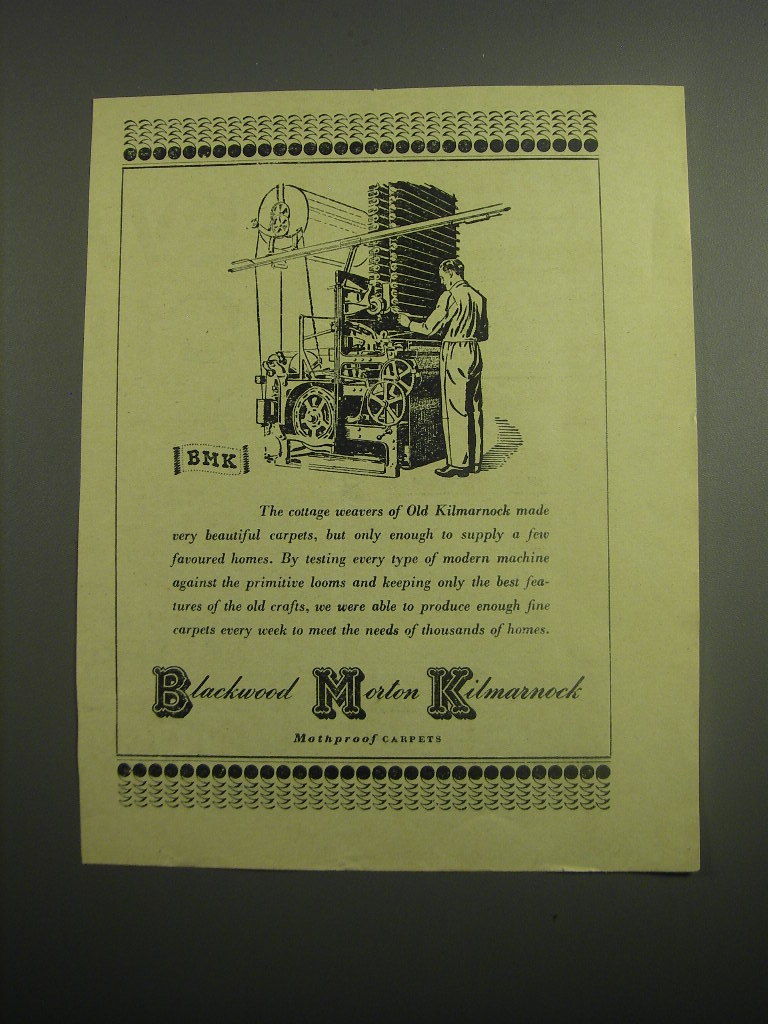 BMK
The cottage weavers of Old Kilmarnock made
very beautiful carpets, but only enough to supply a few
favoured homes. By testing every type of modern machine
against the primitive looms and keeping only the best fea-
tures of the old crafts, we were able to produce enough fine
carpets every week to meet the needs of thousands of homes.
Blackwood Morton Kilmarnock
Mothproof CARPETS